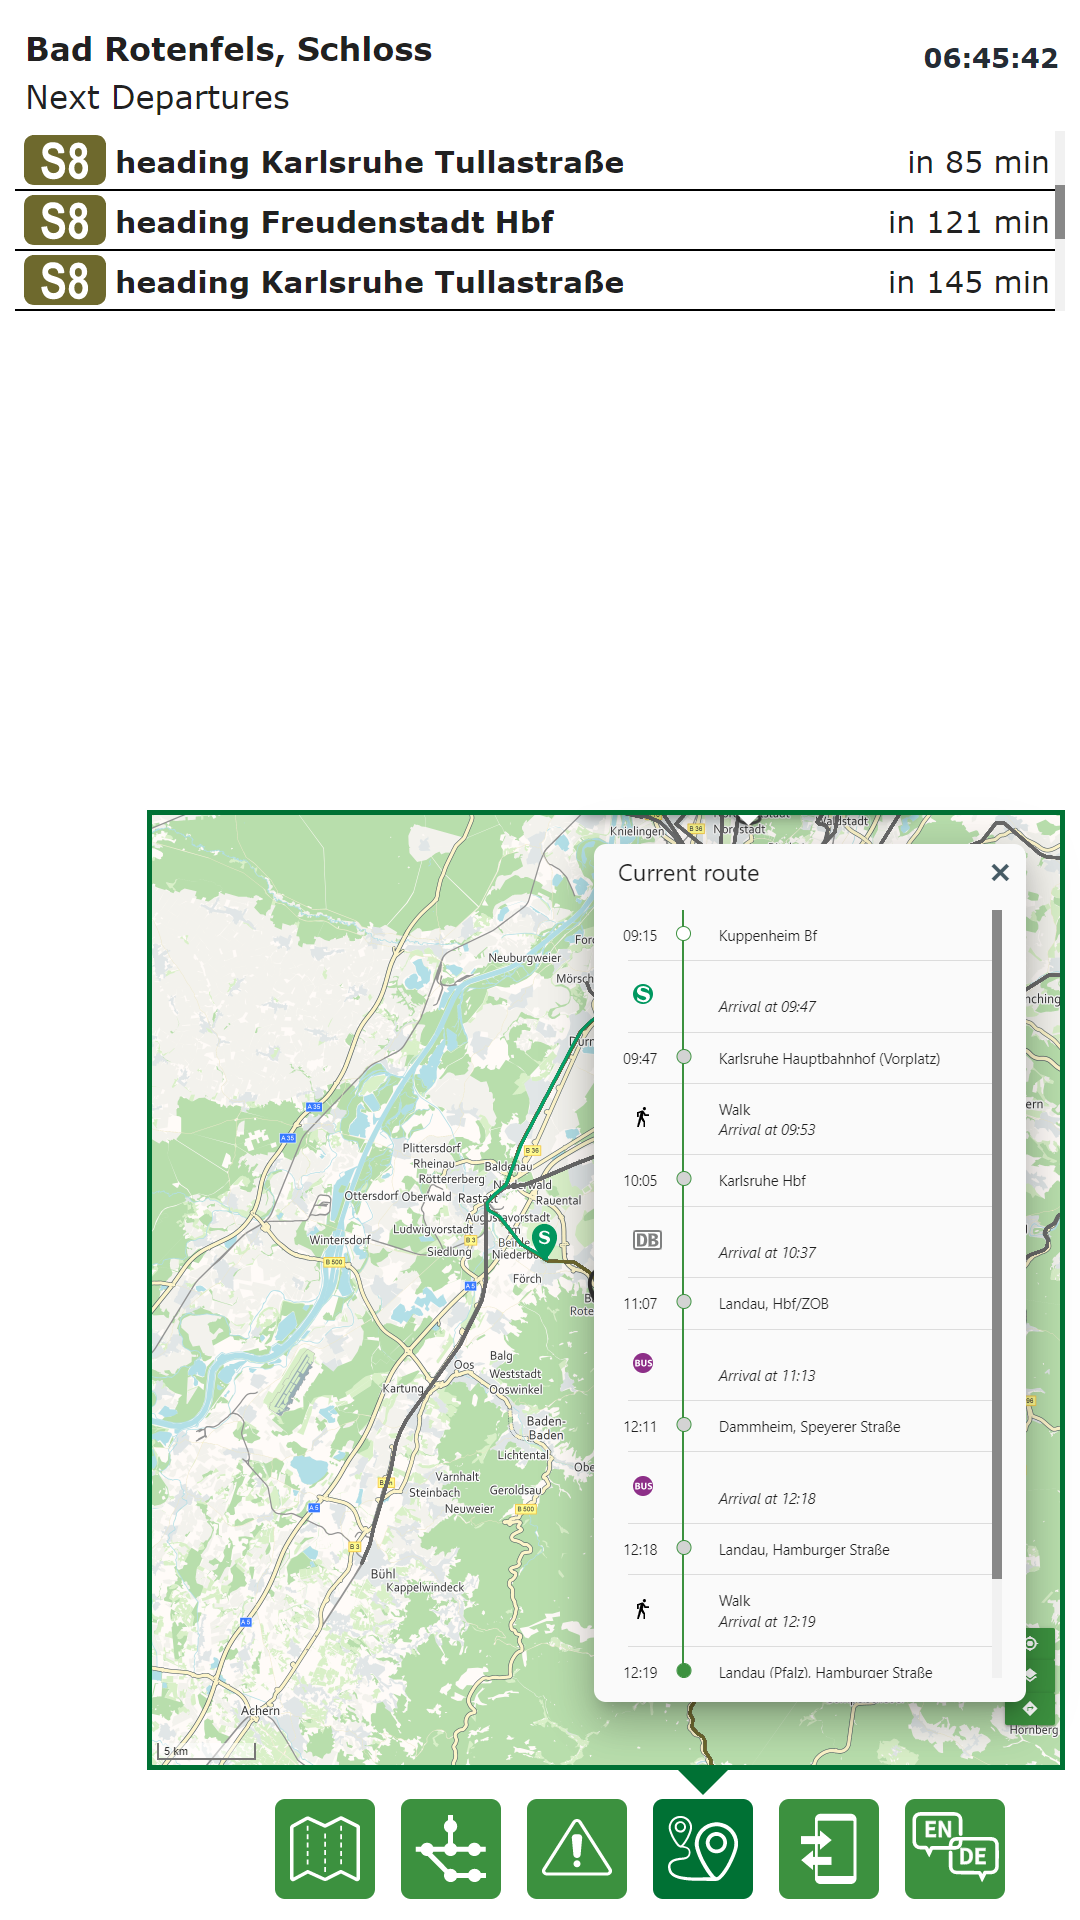 Bad Rotenfels, Schloss
06:45:42
Next Departures
S8 heading Karlsruhe Tullastraße in 85 min
S8 heading Freudenstadt Hbf in 121 min
S8 heading Karlsruhe Tullastraße in 145 min
Knielingen
B 36
Nordstadt
Neuburgweier
A 35
A 35
Plittersdorf
Rheinau
Rottererberg
Ottersdorf Oberwald
Rastatt
Ludwigvorstadt
Siedlung
Wintersdorf
B 500
B 36
Baldenau
Niederwald
Rauental
Augustavorstadt
B 3
A 5
S
Förch
Balg
Oos
Weststadt
Ooswinkel
Kartung
Baden-
Baden
Lichtental
Varnhalt
Steinbach
Geroldsau
Neuweier
B 500
A 5
B 3
Bühl
Kappelwindeck
A 5
Achern
5 km
Hornberg
Current route
09:15 Kuppenheim Bf
S
Arrival at 09:47
09:47 Karlsruhe Hauptbahnhof (Vorplatz)
Walk
Arrival at 09:53
10:05 Karlsruhe Hbf
DB
Arrival at 10:37
11:07 Landau, Hbf/ZOB
BUS
Arrival at 11:13
12:11 Dammheim, Speyerer Straße
BUS
Arrival at 12:18
12:18 Landau, Hamburger Straße
Walk
Arrival at 12:19
12:19 Landau (Pfalz), Hamburger Straße
EN
DE